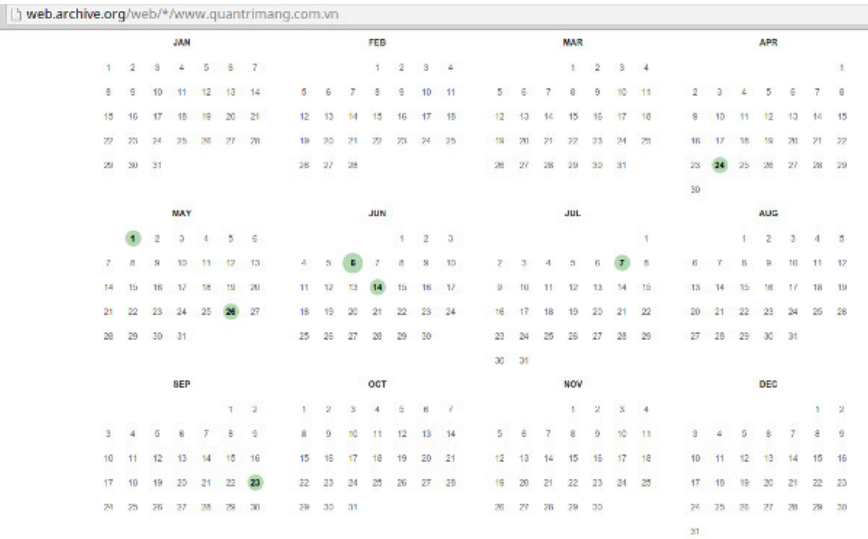 web.archive.org/web/*/www.quantrimang.com.vn
JAN FEB MAR APR
1 2 3 4 5 6 7 1 2 3 4 1 2 3 4 1
8 9 10 11 12 13 14 5 6 7 8 9 10 11 5 6 7 8 9 10 11 2 3 4 5 6 7 8
15 16 17 18 19 20 21 12 13 14 15 16 17 18 12 13 14 15 16 17 18 9 10 11 12 13 14 15
22 23 24 25 26 27 28 19 20 21 22 23 24 25 19 20 21 22 23 24 25 16 17 18 19 20 21 22
29 30 31 26 27 28 26 27 28 29 30 31 23 24 25 26 27 28 29
30
MAY JUN JUL AUG
1 2 3 4 5 6 1 2 3 1 1 2 3 4 5
7 8 9 10 11 12 13 4 5 6 7 8 9 10 2 3 4 5 6 7 8 6 7 8 9 10 11 12
14 15 16 17 18 19 20 11 12 13 14 15 16 17 9 10 11 12 13 14 15 13 14 15 16 17 18 19
21 22 23 24 25 26 27 18 19 20 21 22 23 24 16 17 18 19 20 21 22 20 21 22 23 24 25 26
28 29 30 31 25 26 27 28 29 30 23 24 25 26 27 28 29 27 28 29 30 31
30 31
SEP OCT NOV DEC
1 2 1 2 3 4 5 6 7 1 2 3 4 1 2
3 4 5 6 7 8 9 8 9 10 11 12 13 14 5 6 7 8 9 10 11 3 4 5 6 7 8 9
10 11 12 13 14 15 16 15 16 17 18 19 20 21 12 13 14 15 16 17 18 10 11 12 13 14 15 16
17 18 19 20 21 22 23 22 23 24 25 26 27 28 19 20 21 22 23 24 25 17 18 19 20 21 22 23
24 25 26 27 28 29 30 29 30 31 26 27 28 29 30 24 25 26 27 28 29 30
31